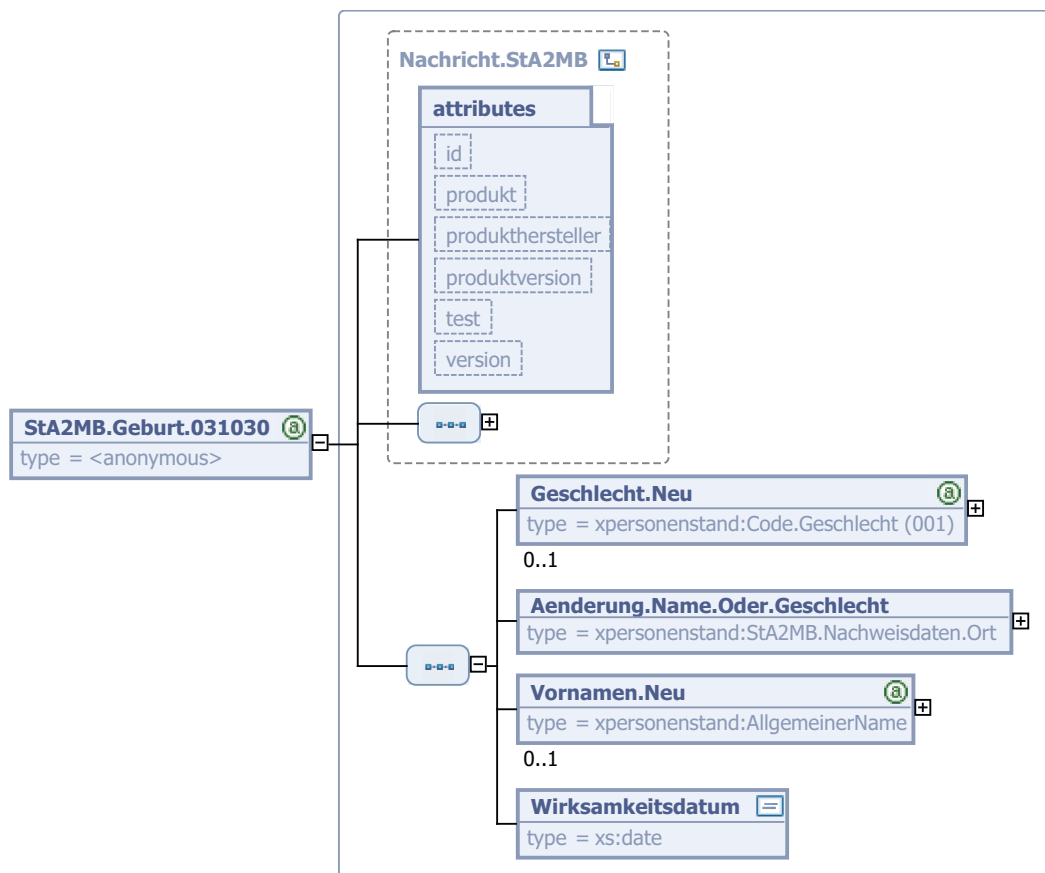 Nachricht.StA2MB
attributes
id
produkt
produkthersteller
produktversion
test
version
StA2MB.Geburt.031030
type = <anonymous>
Geschlecht.Neu
type = xpersonenstand:Code.Geschlecht (001)
0..1
Aenderung.Name.Oder.Geschlecht
type = xpersonenstand:StA2MB.Nachweisdaten.Ort
Vornamen.Neu
type = xpersonenstand:AllgemeinerName
0..1
Wirksamkeitsdatum
type = xs:date